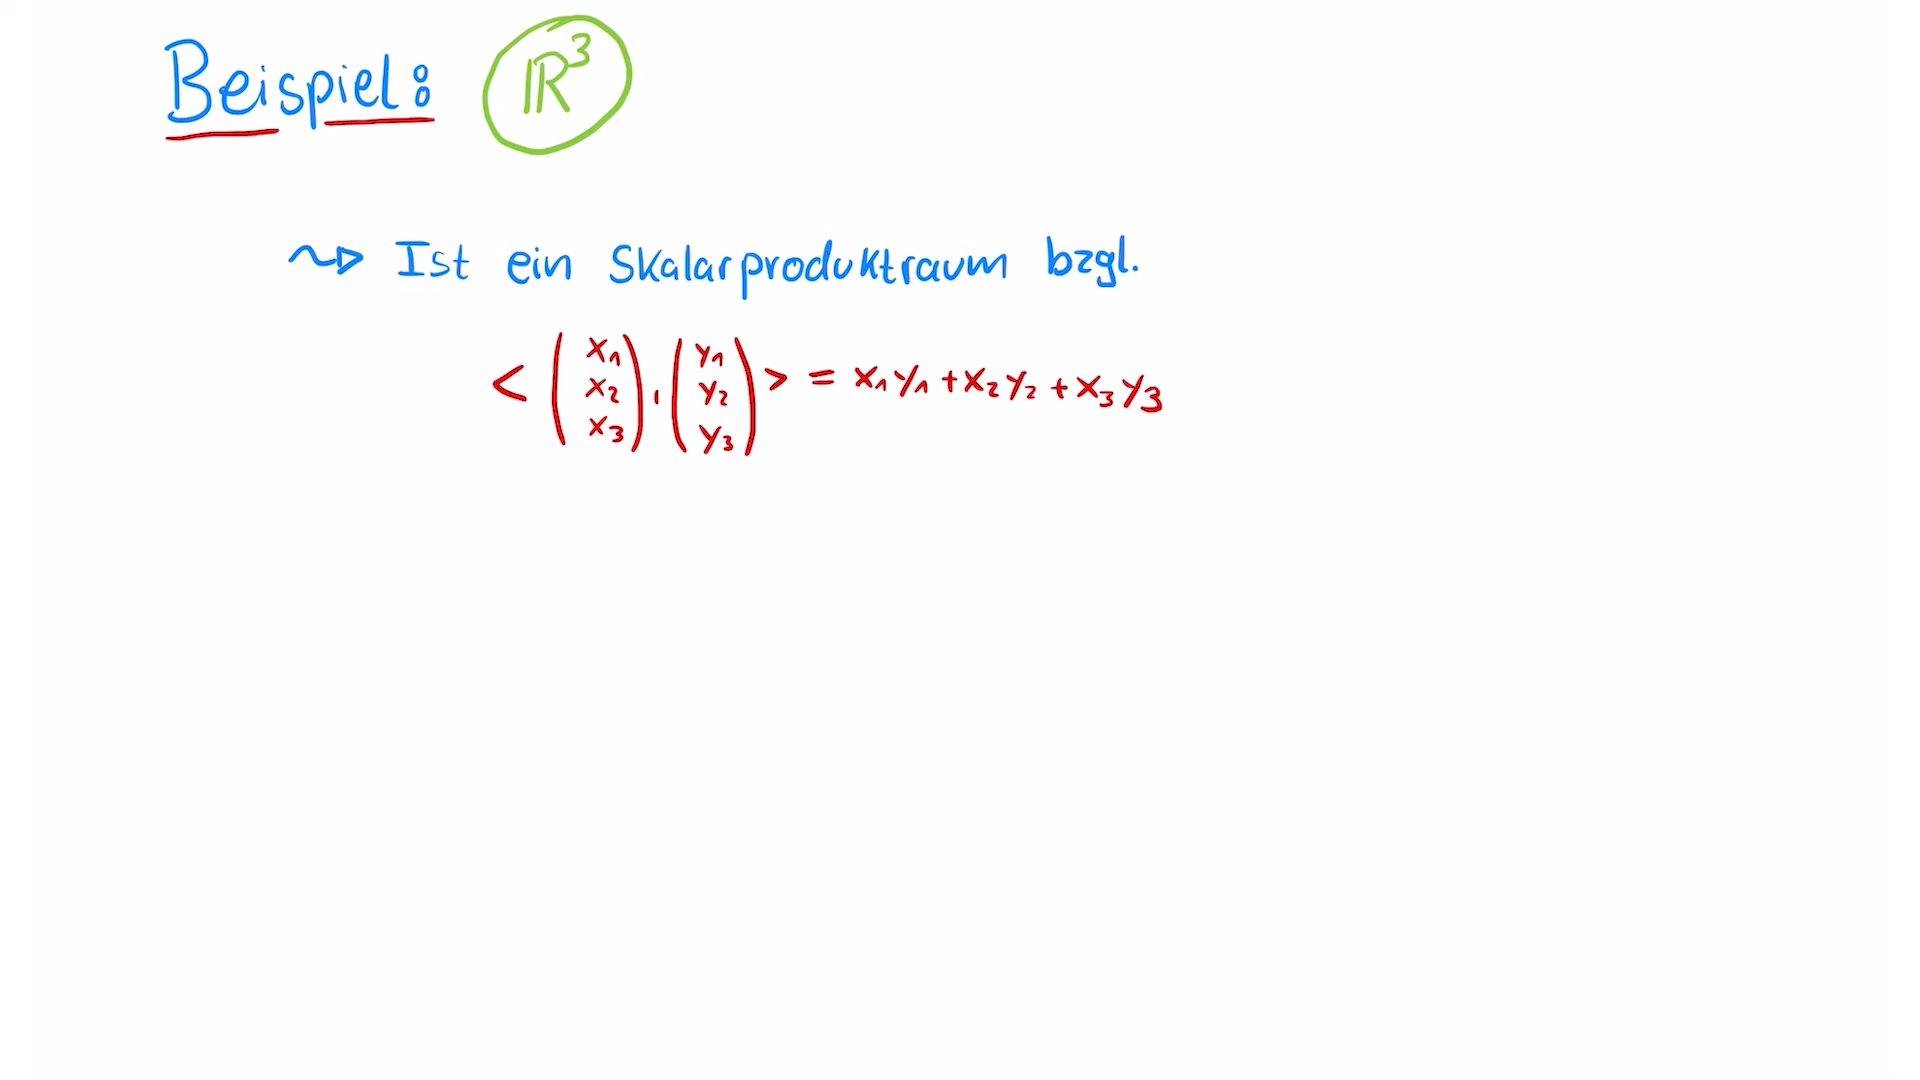 Beispiel: ℝ³
⤳ Ist ein Skalarproduktraum bzgl.
< (x₁ x₂ x₃), (y₁ y₂ y₃) > = x₁y₁ + x₂y₂ + x₃y₃